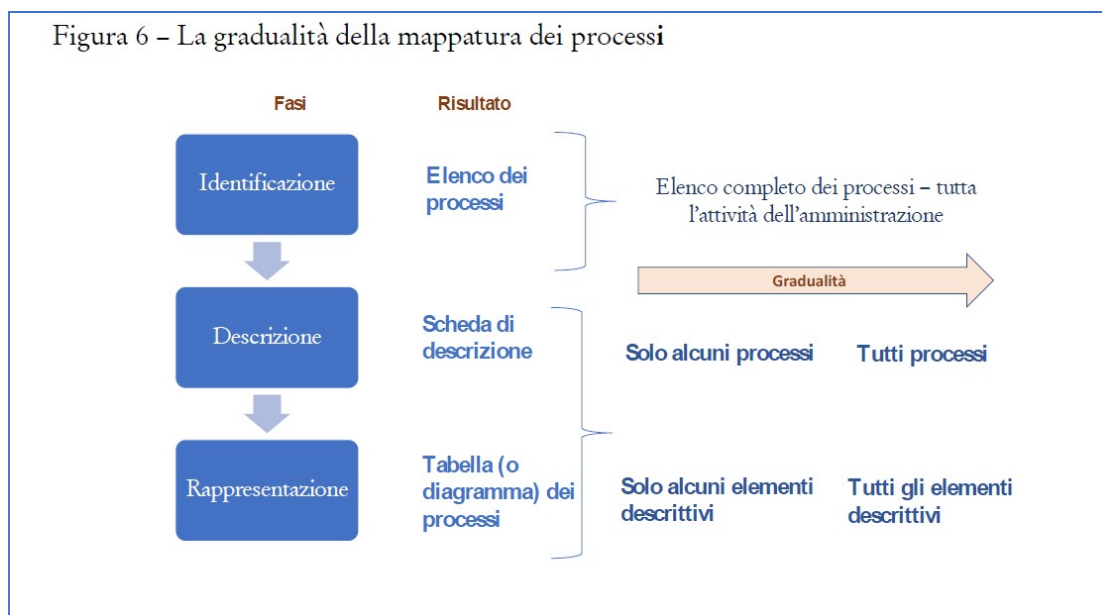 Figura 6 – La gradualità della mappatura dei processi
Fasi
Risultato
Identificazione
Elenco dei
processi
Elenco completo dei processi – tutta
l’attività dell’amministrazione
Gradualità
Descrizione
Scheda di
descrizione
Solo alcuni processi
Tutti processi
Rappresentazione
Tabella (o
diagramma) dei
processi
Solo alcuni elementi
descrittivi
Tutti gli elementi
descrittivi